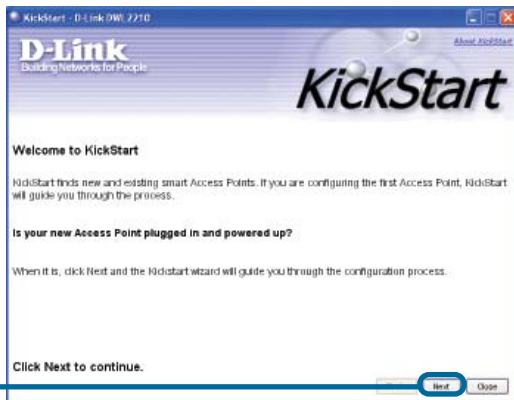 KickStart - D-Link DWL2210
D-Link
Building Networks for People
About KickStart
KickStart
Welcome to KickStart
KickStart finds new and existing smart Access Points. If you are configuring the first Access Point, KickStart
will guide you through the process.
Is your new Access Point plugged in and powered up?
When it is, click Next and the Kickstart wizard will guide you through the configuration process.
Click Next to continue.
Next
Close